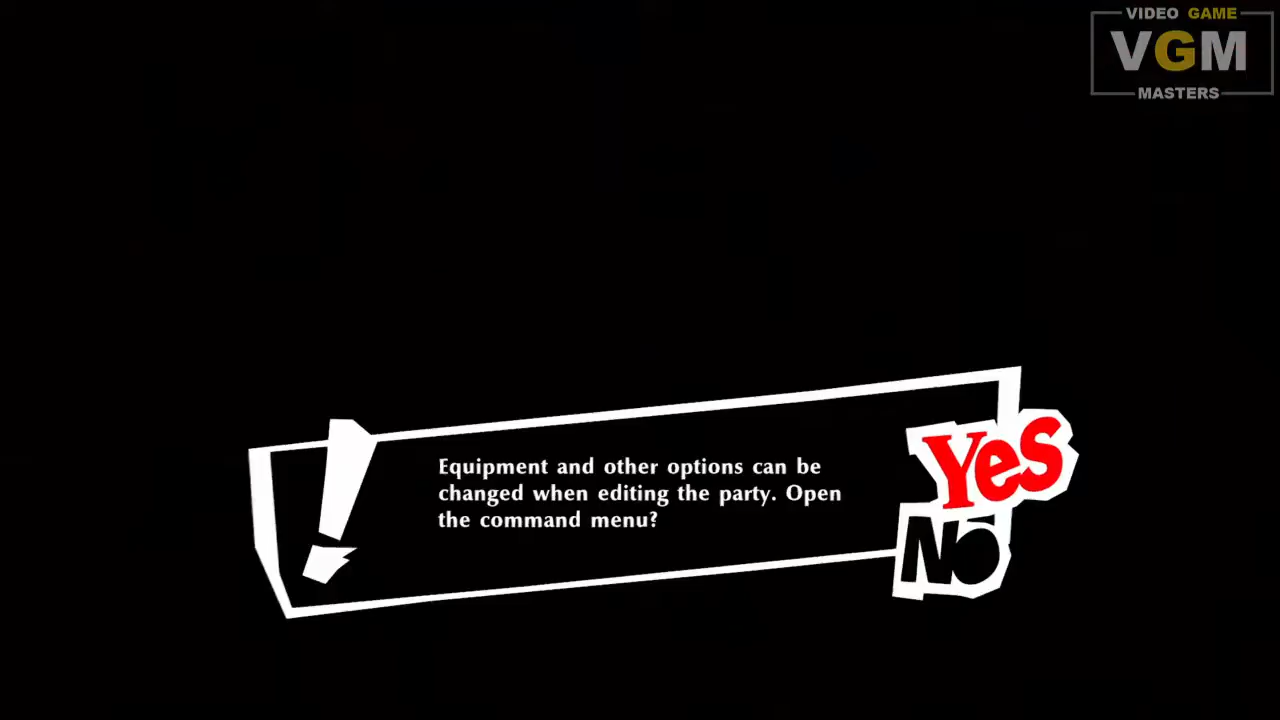 VIDEO GAME
VGM
MASTERS
Equipment and other options can be
changed when editing the party. Open
the command menu?
Yes
No